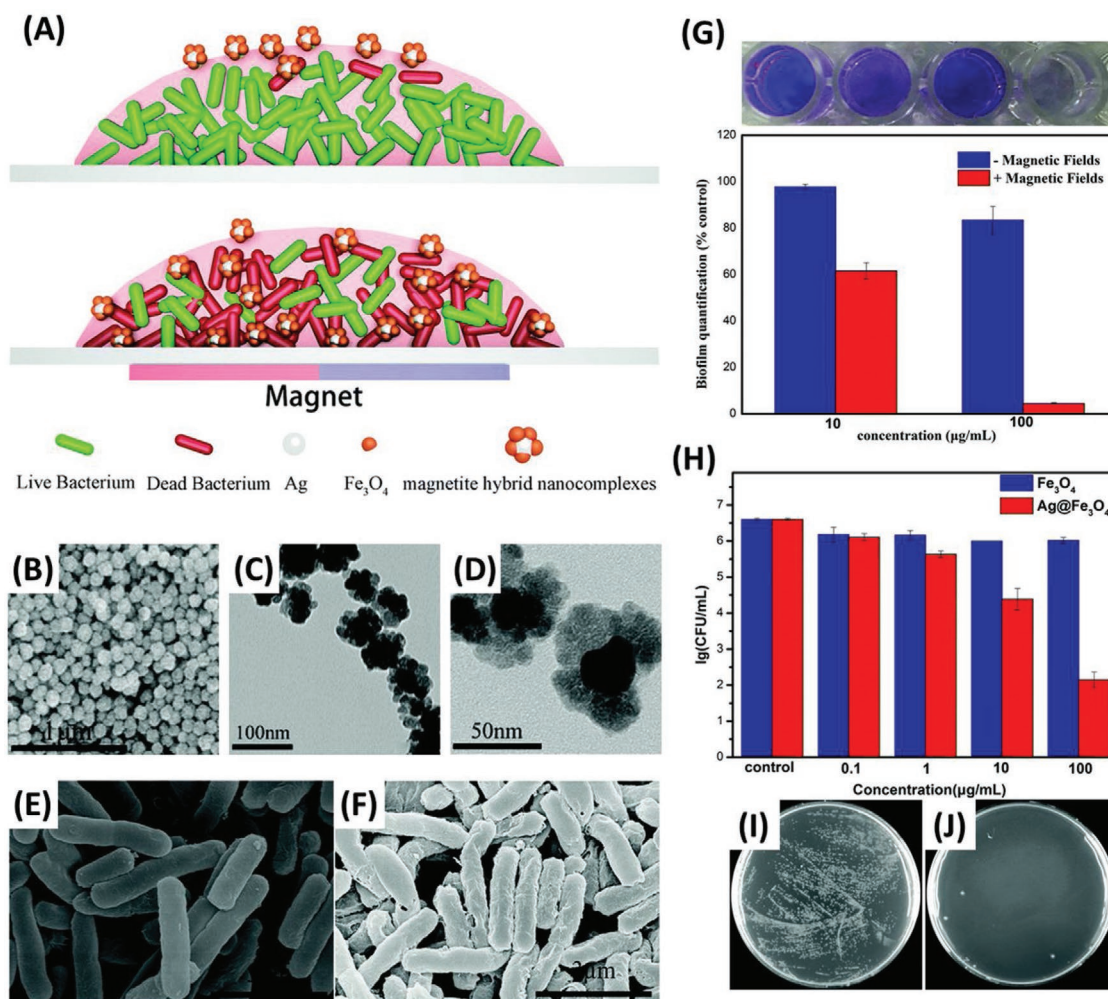 (A)
Magnet
Live Bacterium
Dead Bacterium
Ag
Fe₃O₄
magnetite hybrid nanocomplexes
(B)
1μm
(C)
100nm
(D)
50nm
(E)
(F)
2μm
(G)
120
100
80
60
40
20
0
Biofilm quantification (% control)
- Magnetic Fields
+ Magnetic Fields
10
100
concentration (μg/mL)
(H)
7
6
5
4
3
2
1
0
lg(CFU/mL)
Fe₃O₄
Ag@Fe₃O₄
control
0.1
1
10
100
Concentration(μg/mL)
(I)
(J)